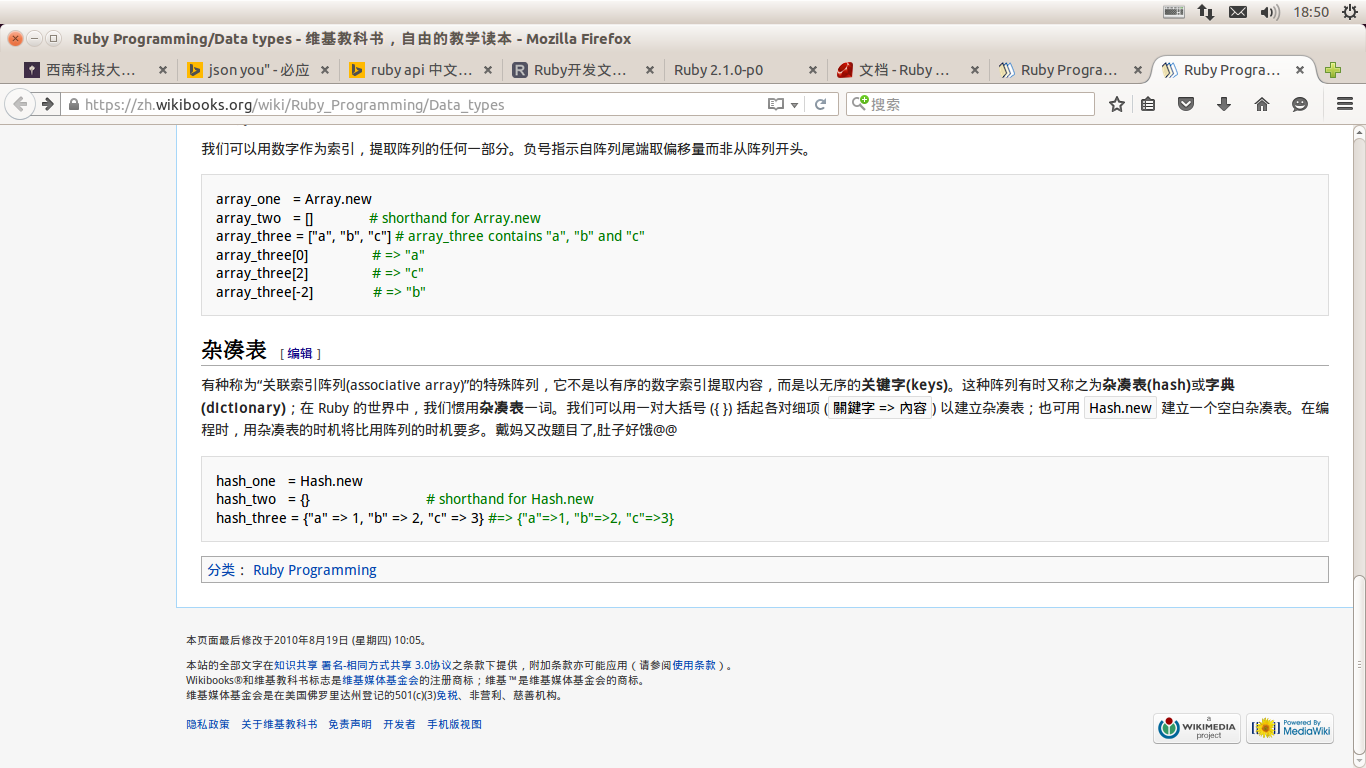 18:50
Ruby Programming/Data types - 维基教科书，自由的教学读本 - Mozilla Firefox
西南科技大... json you" - 必应 ruby api 中文... Ruby开发文... Ruby 2.1.0-p0 文档 - Ruby ... Ruby Progra... Ruby Progra...
https://zh.wikibooks.org/wiki/Ruby_Programming/Data_types 搜索
我们可以用数字作为索引，提取阵列的任何一部分。负号指示自阵列尾端取偏移量而非从阵列开头。
array_one = Array.new
array_two = [] # shorthand for Array.new
array_three = ["a", "b", "c"] # array_three contains "a", "b" and "c"
array_three[0] # => "a"
array_three[2] # => "c"
array_three[-2] # => "b"
杂凑表 [ 编辑 ]
有种称为“关联索引阵列(associative array)”的特殊阵列，它不是以有序的数字索引提取内容，而是以无序的关键字(keys)。这种阵列有时又称之为杂凑表(hash)或字典
(dictionary)；在 Ruby 的世界中，我们惯用杂凑表一词。我们可以用一对大括号 ({ }) 括起各对细项 ( 關鍵字 => 內容 ) 以建立杂凑表；也可用 Hash.new 建立一个空白杂凑表。在编
程时，用杂凑表的时机将比用阵列的时机要多。戴妈又改题目了,肚子好饿@@
hash_one = Hash.new
hash_two = {} # shorthand for Hash.new
hash_three = {"a" => 1, "b" => 2, "c" => 3} #=> {"a"=>1, "b"=>2, "c"=>3}
分类： Ruby Programming
本页面最后修改于2010年8月19日 (星期四) 10:05。
本站的全部文字在知识共享 署名-相同方式共享 3.0协议之条款下提供，附加条款亦可能应用（请参阅使用条款）。
Wikibooks®和维基教科书标志是维基媒体基金会的注册商标；维基™是维基媒体基金会的商标。
维基媒体基金会是在美国佛罗里达州登记的501(c)(3)免税、非营利、慈善机构。
隐私政策 关于维基教科书 免责声明 开发者 手机版视图
a WIKIMEDIA project Powered By MediaWiki